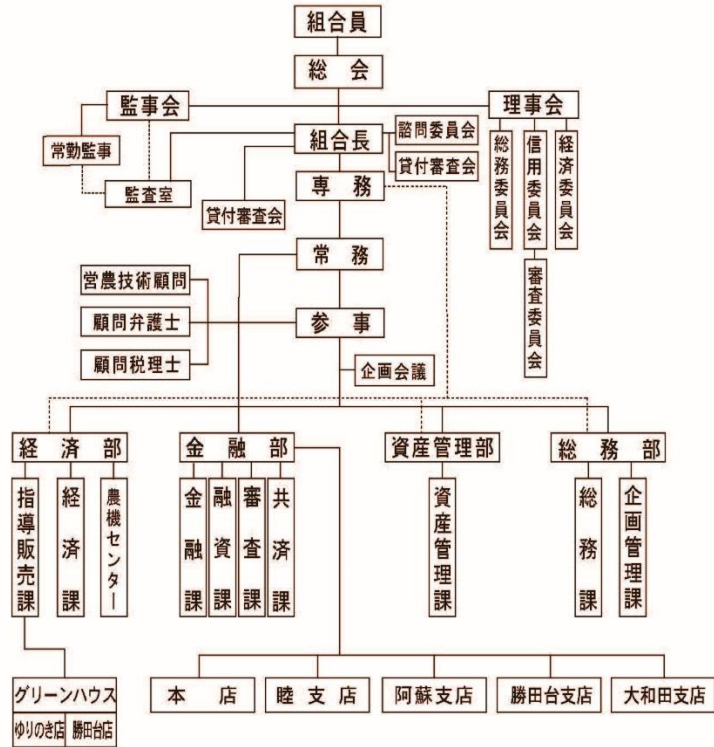 組合員
総会
監事会
理事会
常勤監事
監査室
組合長
諮問委員会
貸付審査会
貸付審査会
総務委員会
信用委員会
経済委員会
審査委員会
専務
常務
営農技術顧問
顧問弁護士
顧問税理士
参事
企画会議
経済部
金融部
資産管理部
総務部
指導販売課
経済課
農機センター
金融課
融資課
審査課
共済課
資産管理課
総務課
企画管理課
グリーンハウス
ゆりのき店
勝田台店
本店
睦支店
阿蘇支店
勝田台支店
大和田支店